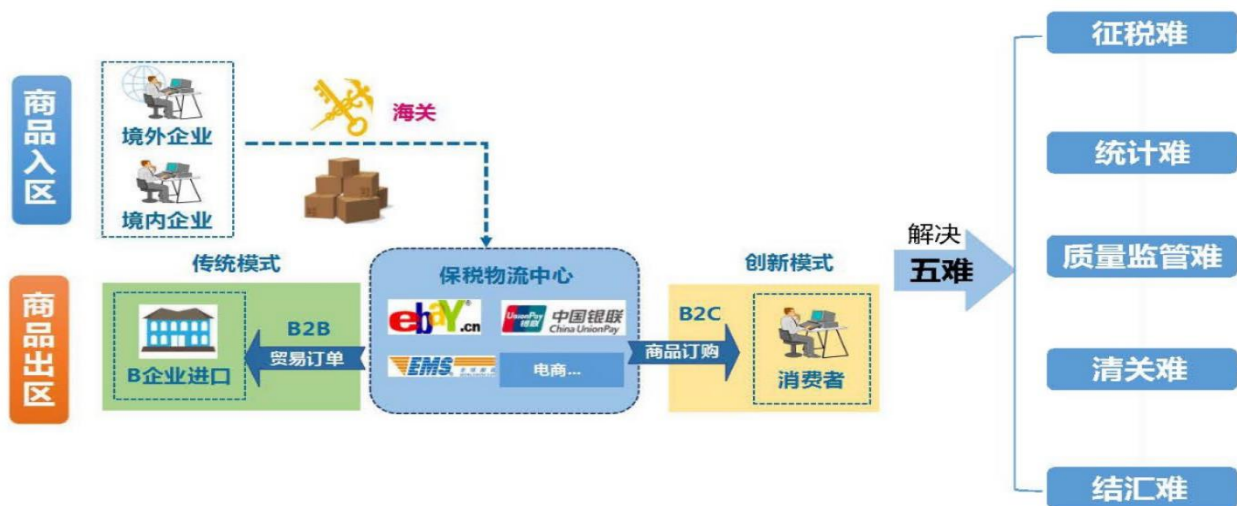 商品入区
境外企业
境内企业
海关
商品出区
传统模式
B企业进口
B2B
贸易订单
保税物流中心
ebay.cn
UnionPay
银联
中国银联
China UnionPay
EMS
电商...
创新模式
B2C
商品订购
消费者
解决
五难
征税难
统计难
质量监管难
清关难
结汇难